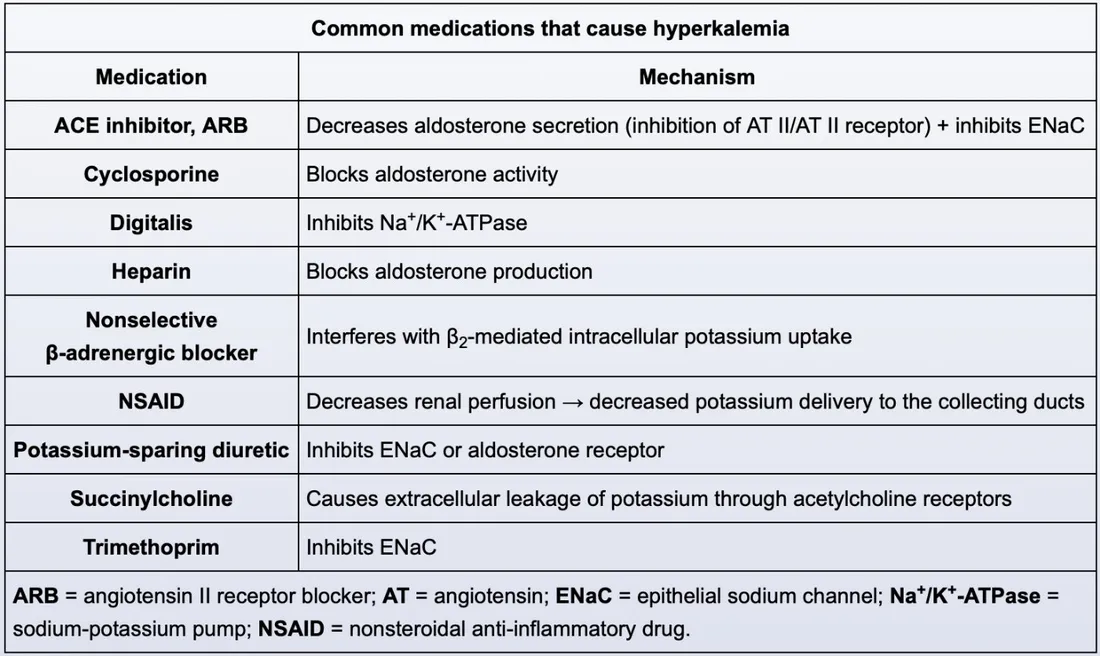 Common medications that cause hyperkalemia
Medication Mechanism
ACE inhibitor, ARB Decreases aldosterone secretion (inhibition of AT II/AT II receptor) + inhibits ENaC
Cyclosporine Blocks aldosterone activity
Digitalis Inhibits Na⁺/K⁺-ATPase
Heparin Blocks aldosterone production
Nonselective
β-adrenergic blocker Interferes with β₂-mediated intracellular potassium uptake
NSAID Decreases renal perfusion → decreased potassium delivery to the collecting ducts
Potassium-sparing diuretic Inhibits ENaC or aldosterone receptor
Succinylcholine Causes extracellular leakage of potassium through acetylcholine receptors
Trimethoprim Inhibits ENaC
ARB = angiotensin II receptor blocker; AT = angiotensin; ENaC = epithelial sodium channel; Na⁺/K⁺-ATPase =
sodium-potassium pump; NSAID = nonsteroidal anti-inflammatory drug.